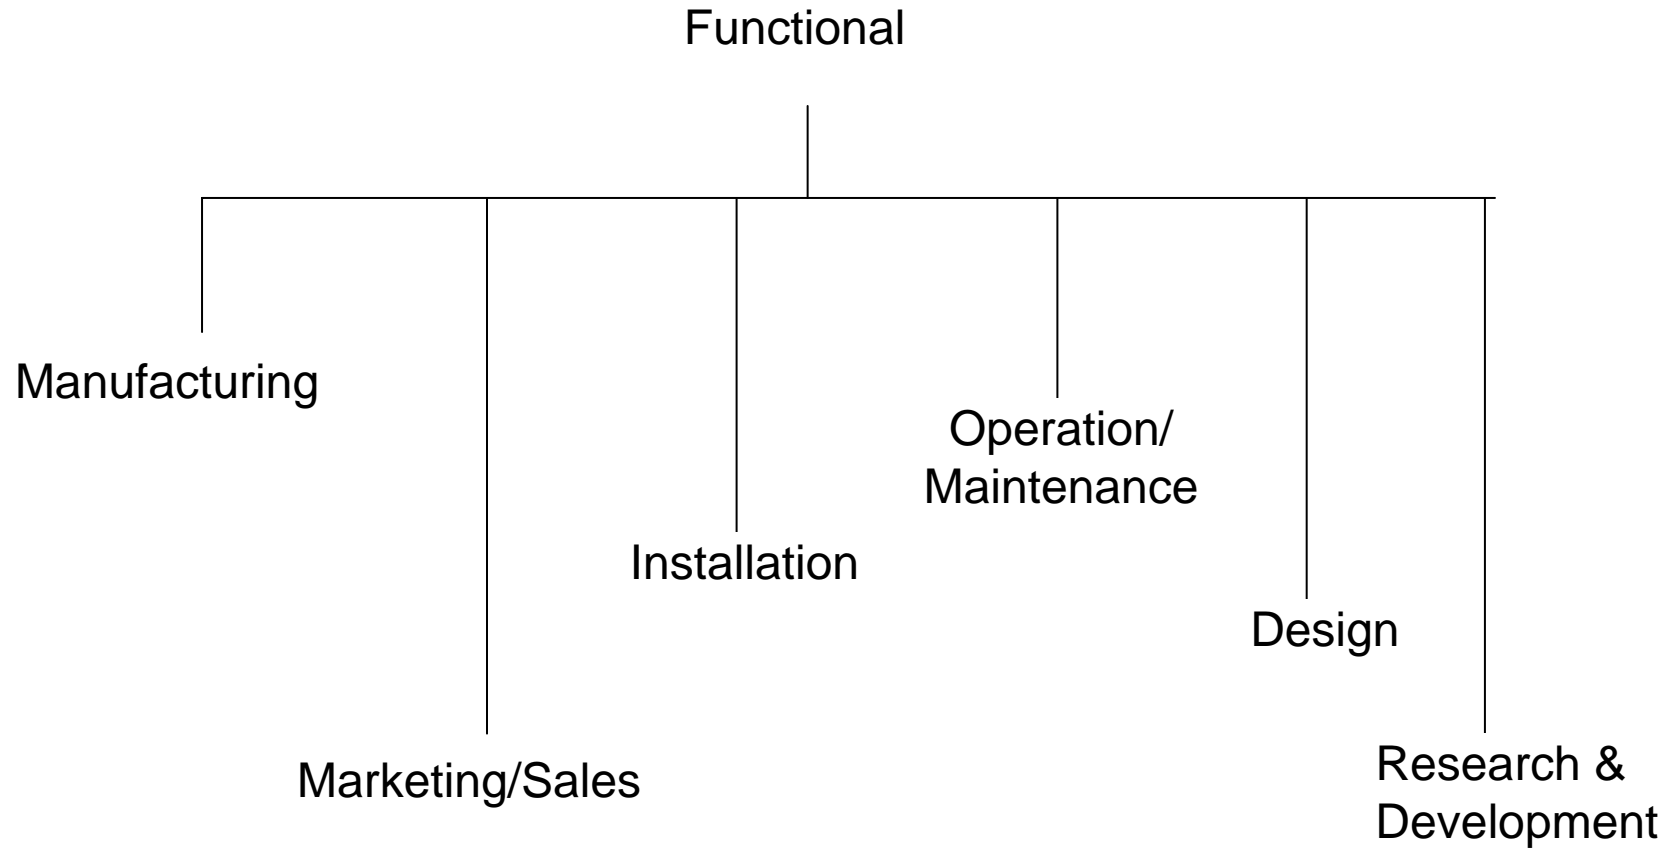 Functional
Manufacturing
Operation/
Maintenance
Installation
Design
Marketing/Sales
Research &
Development